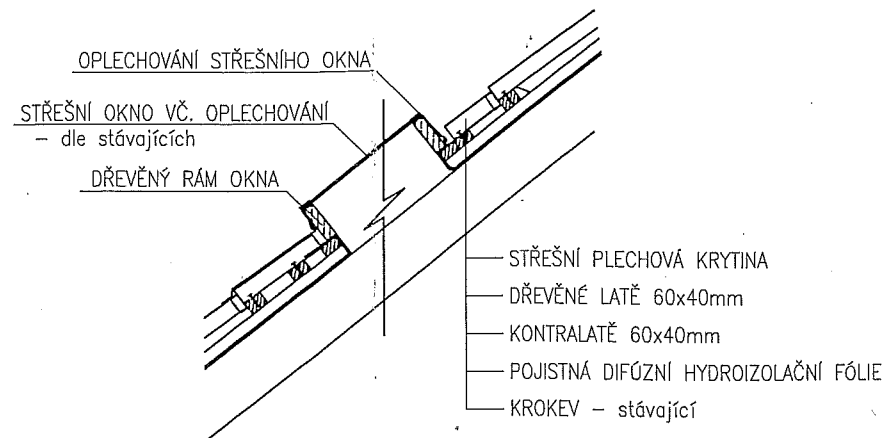 OPLECHOVÁNÍ STŘEŠNÍHO OKNA
STŘEŠNÍ OKNO VČ. OPLECHOVÁNÍ
– dle stávajících
DŘEVĚNÝ RÁM OKNA
STŘEŠNÍ PLECHOVÁ KRYTINA
DŘEVĚNÉ LATĚ 60x40mm
KONTRALATĚ 60x40mm
POJISTNÁ DIFÚZNÍ HYDROIZOLAČNÍ FÓLIE
KROKEV – stávající